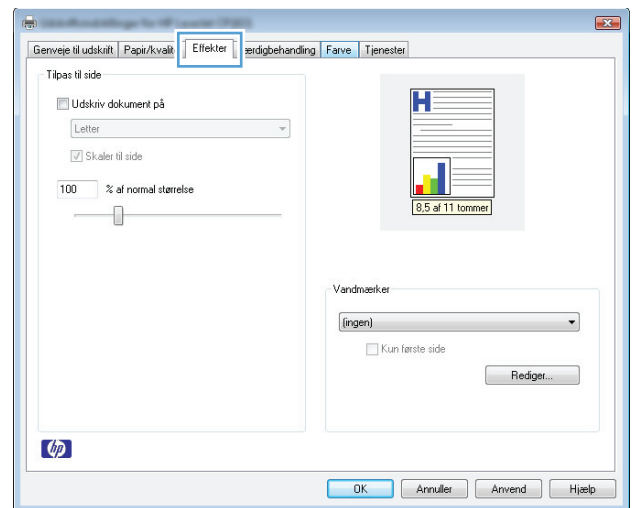 Genveje til udskrift Papir/kvalit Effekter ærdigbehandling Farve Tjenester
Tilpas til side
Udskriv dokument på
Letter
Skaler til side
100 % af normal størrelse
H
8,5 af 11 tommer
Vandmærker
(ingen)
Kun første side
Rediger...
hp
OK Annuller Anvend Hjælp